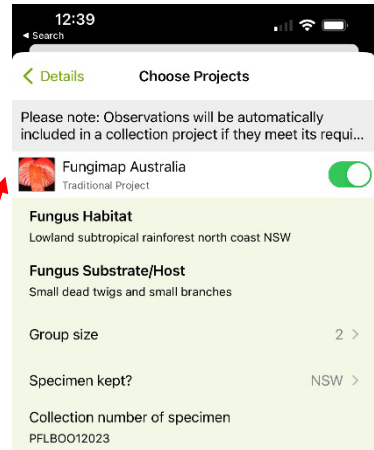 12:39
◄ Search
Details Choose Projects
Please note: Observations will be automatically
included in a collection project if they meet its requi...
Fungimap Australia
Traditional Project
Fungus Habitat
Lowland subtropical rainforest north coast NSW
Fungus Substrate/Host
Small dead twigs and small branches
Group size 2 >
Specimen kept? NSW >
Collection number of specimen
PFLBOO12023